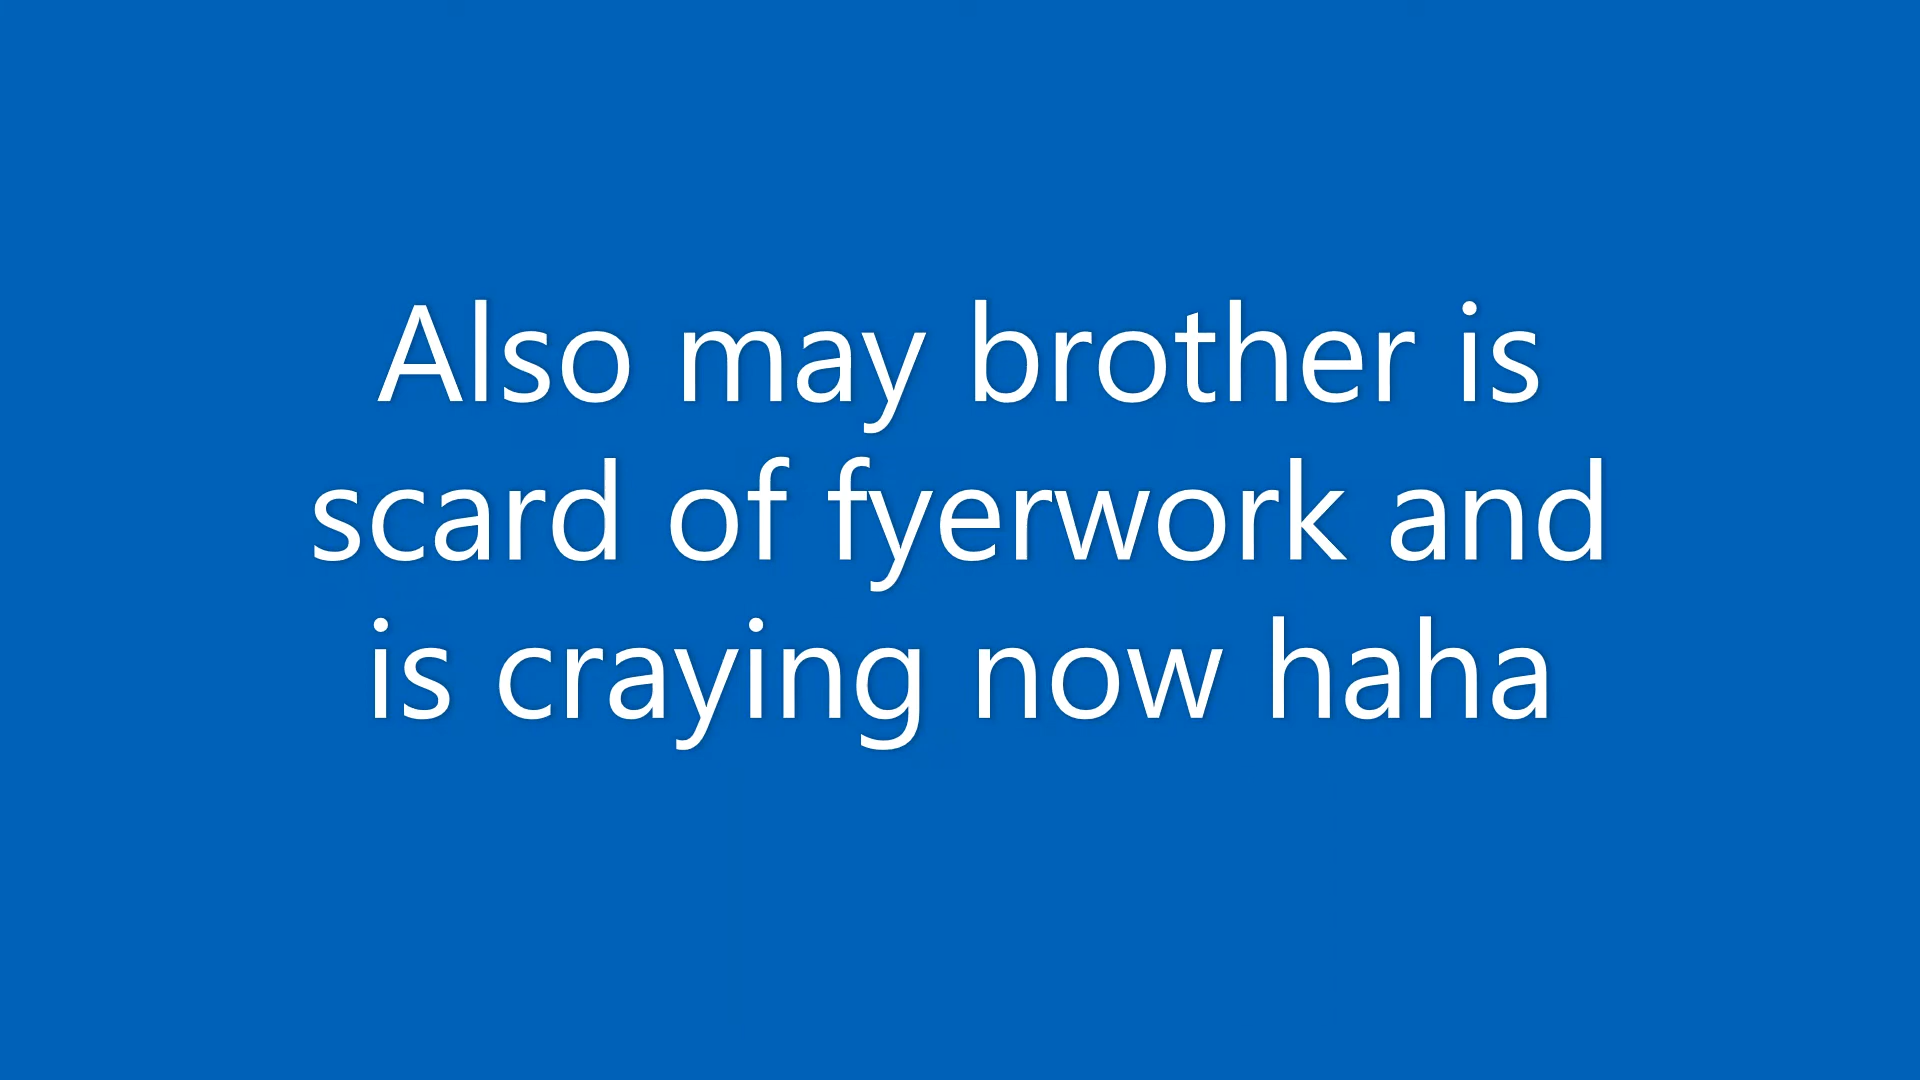 Also may brother is
scard of fyerwork and
is craying now haha